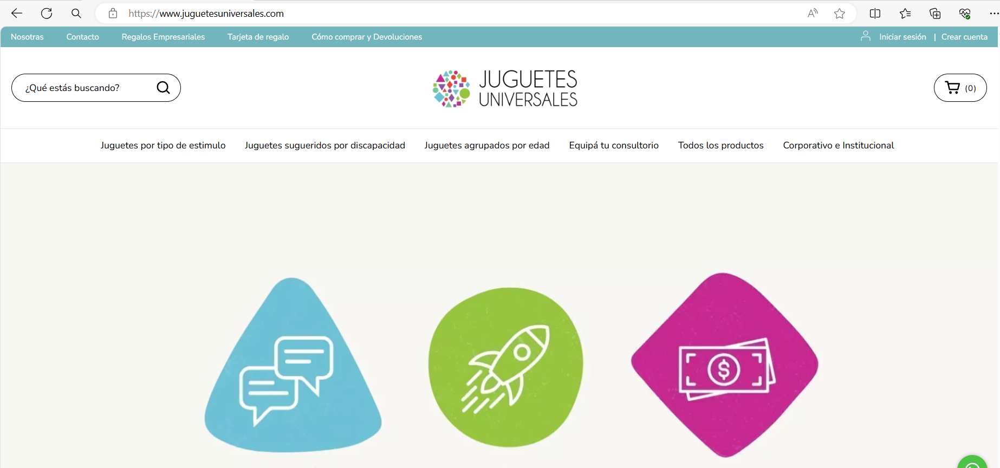 https://www.juguetesuniversales.com
Nosotras Contacto Regalos Empresariales Tarjeta de regalo Cómo comprar y Devoluciones Iniciar sesión | Crear cuenta
¿Qué estás buscando?
JUGUETES
UNIVERSALES
(0)
Juguetes por tipo de estimulo Juguetes sugueridos por discapacidad Juguetes agrupados por edad Equipá tu consultorio Todos los productos Corporativo e Institucional
$